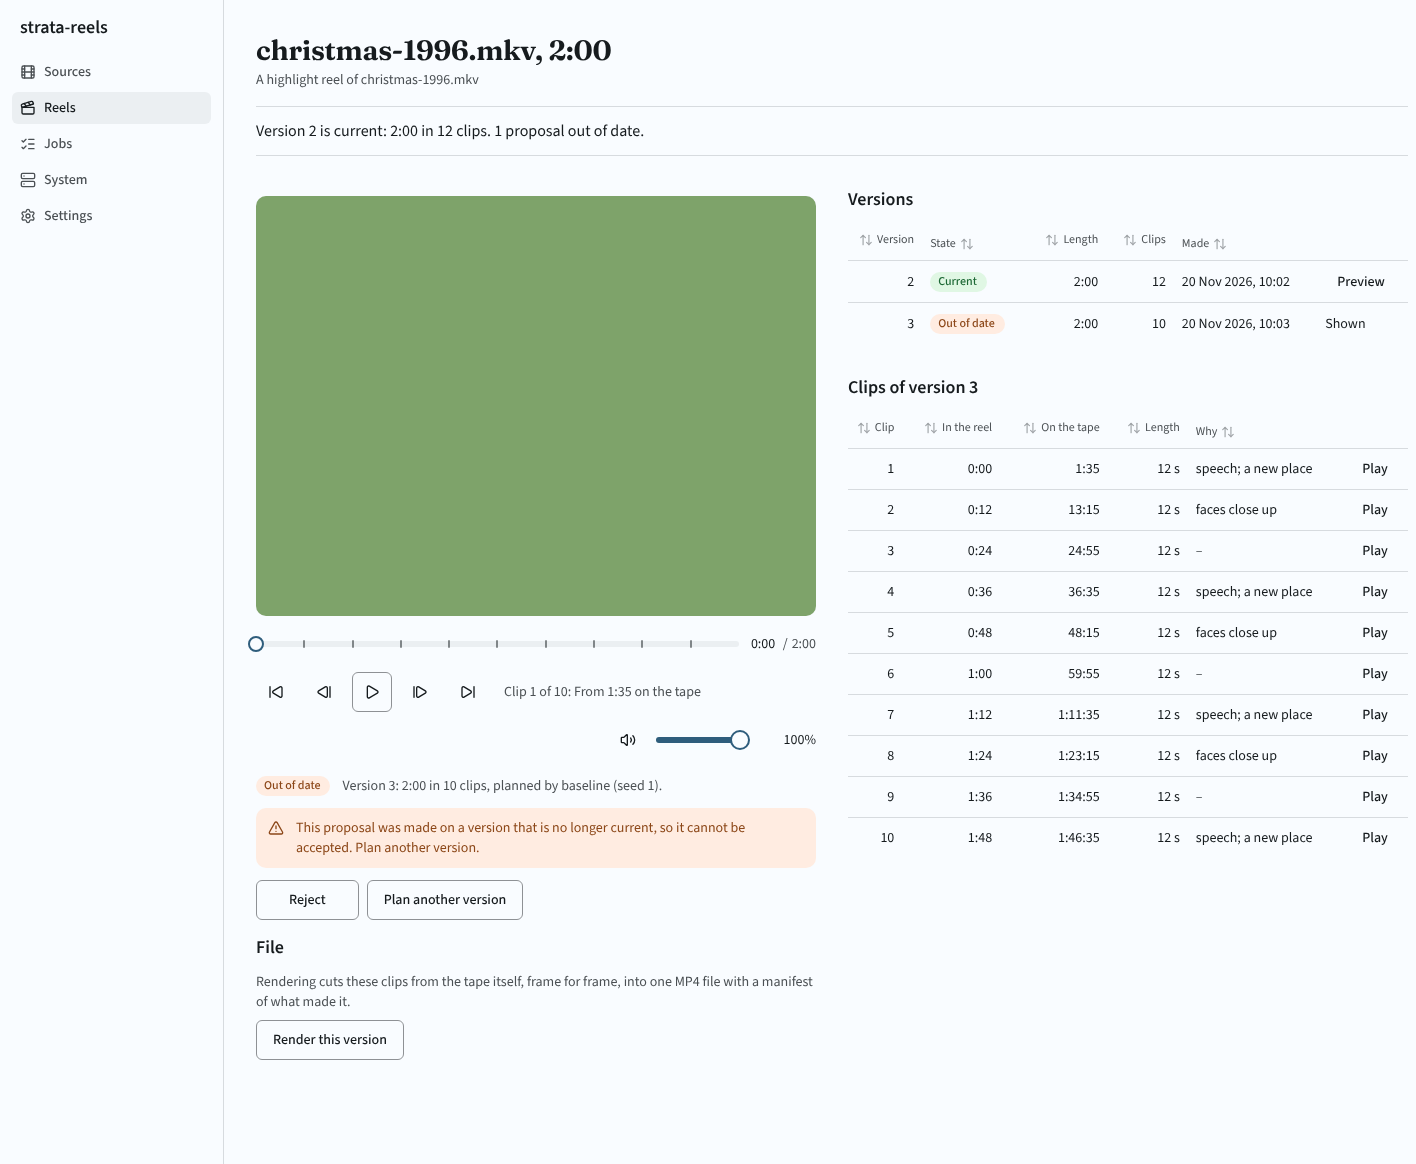 strata-reels
Sources
Reels
Jobs
System
Settings
christmas-1996.mkv, 2:00
A highlight reel of christmas-1996.mkv
Version 2 is current: 2:00 in 12 clips. 1 proposal out of date.
0:00 / 2:00
Clip 1 of 10: From 1:35 on the tape
100%
Out of date Version 3: 2:00 in 10 clips, planned by baseline (seed 1).
This proposal was made on a version that is no longer current, so it cannot be
accepted. Plan another version.
Reject Plan another version
File
Rendering cuts these clips from the tape itself, frame for frame, into one MP4 file with a manifest
of what made it.
Render this version
Versions
Version State Length Clips Made
2 Current 2:00 12 20 Nov 2026, 10:02 Preview
3 Out of date 2:00 10 20 Nov 2026, 10:03 Shown
Clips of version 3
Clip In the reel On the tape Length Why
1 0:00 1:35 12 s speech; a new place Play
2 0:12 13:15 12 s faces close up Play
3 0:24 24:55 12 s – Play
4 0:36 36:35 12 s speech; a new place Play
5 0:48 48:15 12 s faces close up Play
6 1:00 59:55 12 s – Play
7 1:12 1:11:35 12 s speech; a new place Play
8 1:24 1:23:15 12 s faces close up Play
9 1:36 1:34:55 12 s – Play
10 1:48 1:46:35 12 s speech; a new place Play